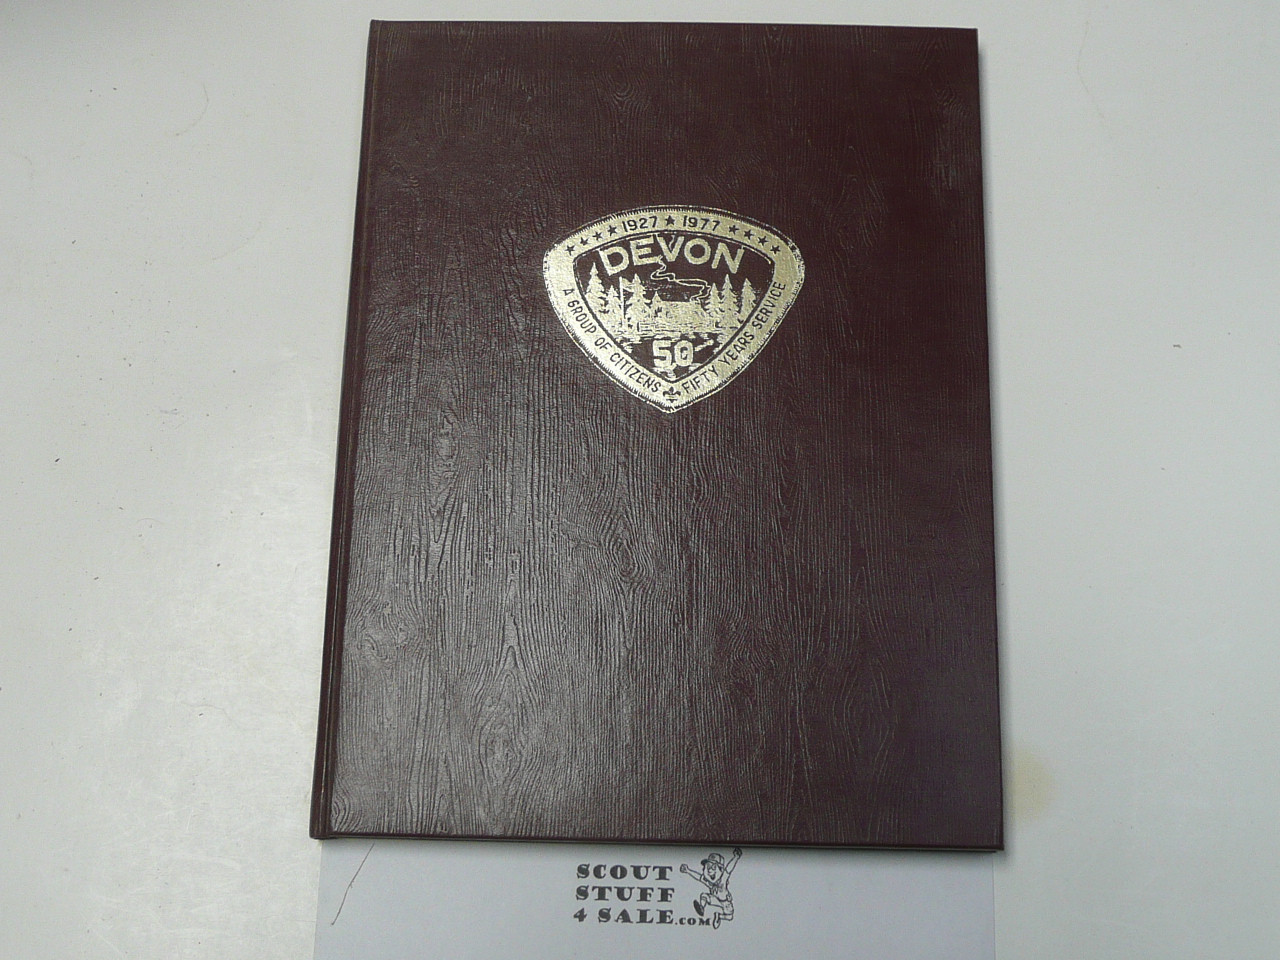 ★ ★ ★ ★ 1927 ★ 1977 ★ ★ ★ ★
DEVON
50
A GROUP OF CITIZENS ⚜ FIFTY YEARS SERVICE
SCOUT
STUFF
4 SALE.COM